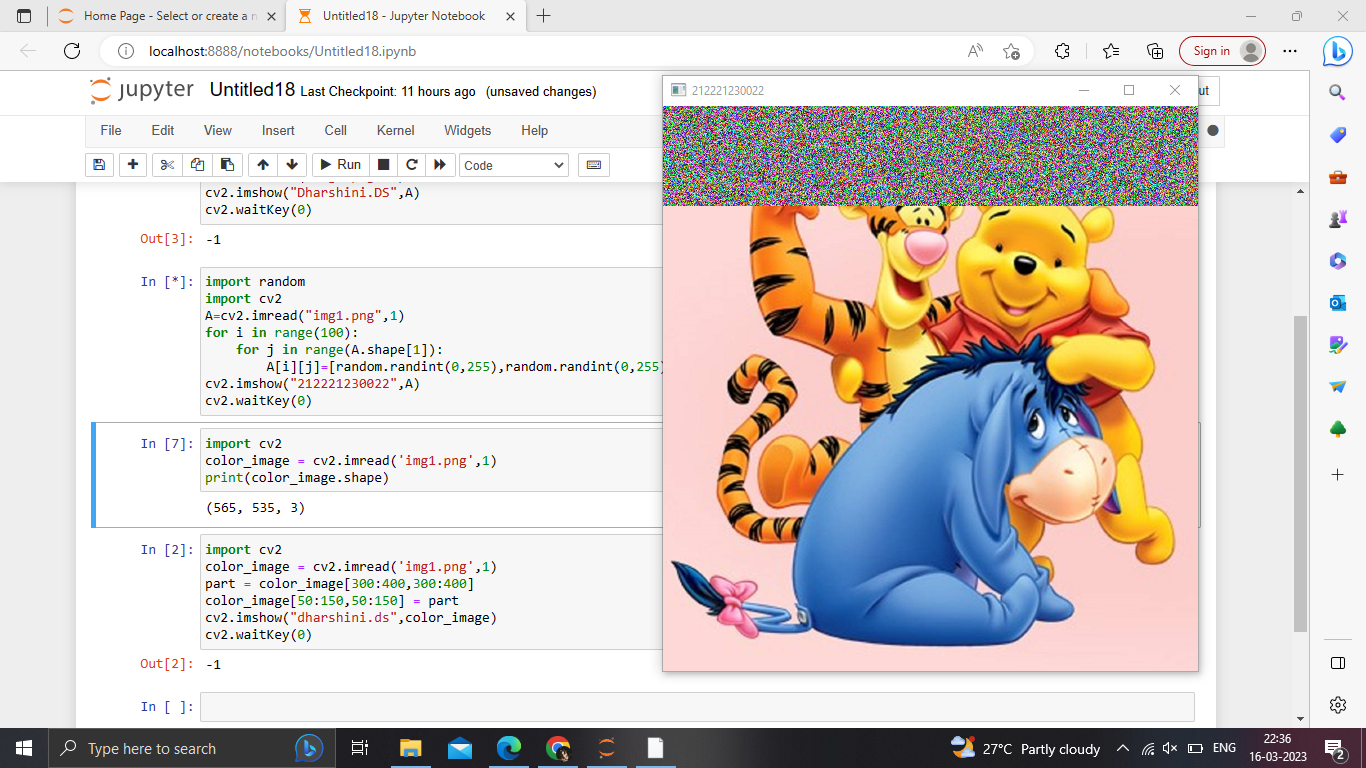 Home Page - Select or create a n
Untitled18 - Jupyter Notebook
localhost:8888/notebooks/Untitled18.ipynb
Sign in
jupyter Untitled18 Last Checkpoint: 11 hours ago (unsaved changes)
ut
File Edit View Insert Cell Kernel Widgets Help
Run Code
212221230022
cv2.imshow("Dharshini.DS",A)
cv2.waitKey(0)
Out[3]: -1
In [*]: import random
import cv2
A=cv2.imread("img1.png",1)
for i in range(100):
    for j in range(A.shape[1]):
        A[i][j]=[random.randint(0,255),random.randint(0,255)
cv2.imshow("212221230022",A)
cv2.waitKey(0)
In [7]: import cv2
color_image = cv2.imread('img1.png',1)
print(color_image.shape)
(565, 535, 3)
In [2]: import cv2
color_image = cv2.imread('img1.png',1)
part = color_image[300:400,300:400]
color_image[50:150,50:150] = part
cv2.imshow("dharshini.ds",color_image)
cv2.waitKey(0)
Out[2]: -1
In [ ]:
Type here to search
27°C Partly cloudy
ENG
22:36
16-03-2023
2